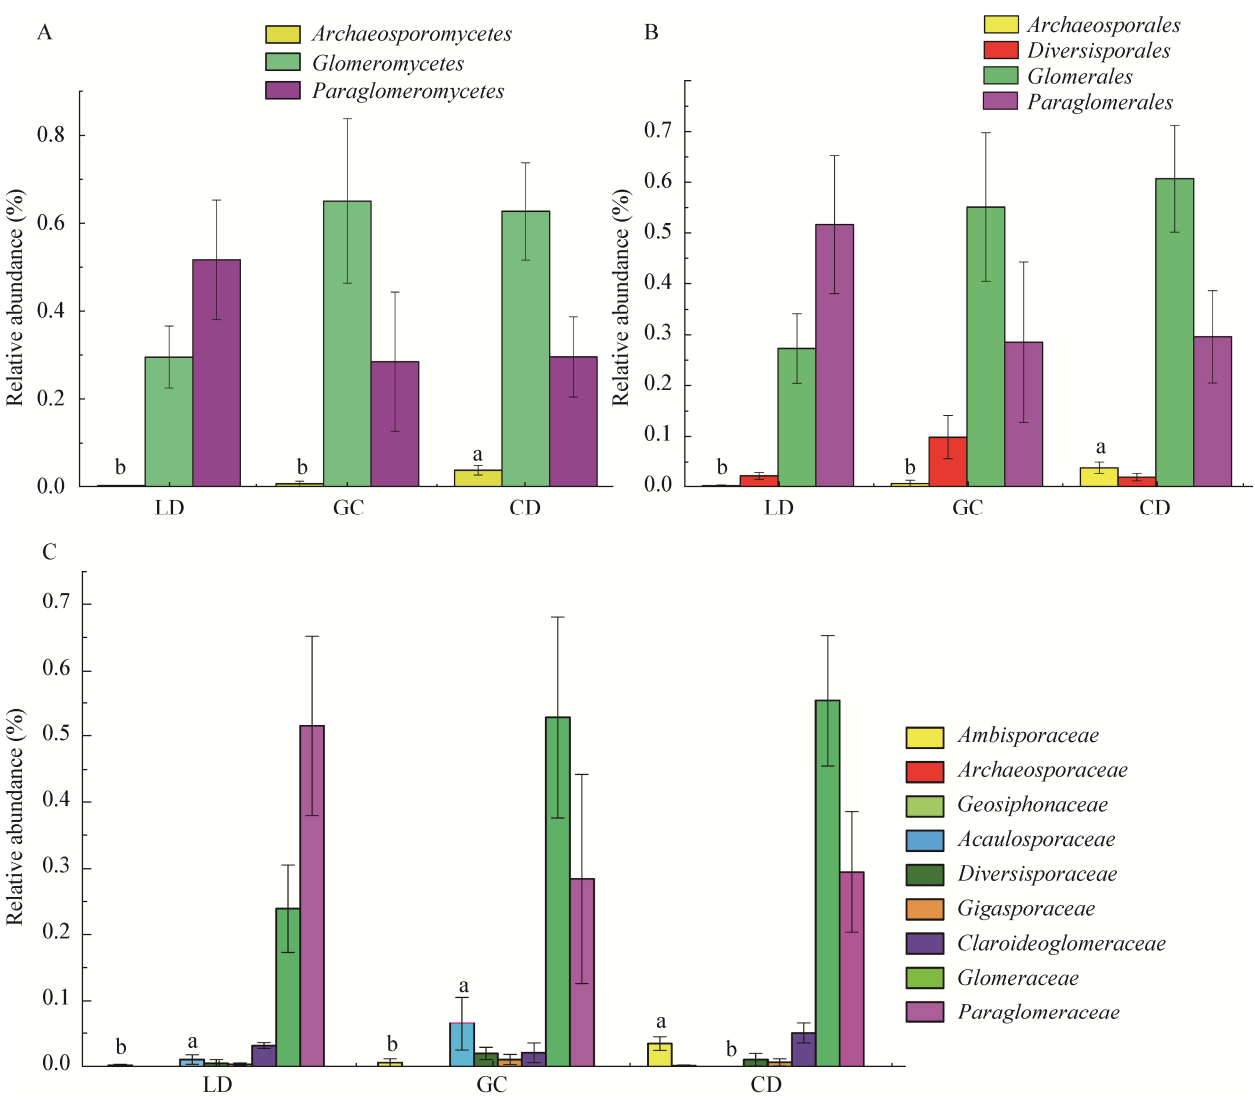 A
Archaeosporomycetes
Glomeromycetes
Paraglomeromycetes
Relative abundance (%)
0.8
0.6
0.4
0.2
0.0
b
b
a
LD
GC
CD
B
Archaeosporales
Diversisporales
Glomerales
Paraglomerales
Relative abundance (%)
0.7
0.6
0.5
0.4
0.3
0.2
0.1
0.0
b
b
a
LD
GC
CD
C
Relative abundance (%)
0.7
0.6
0.5
0.4
0.3
0.2
0.1
0.0
b
a
b
a
a
b
LD
GC
CD
Ambisporaceae
Archaeosporaceae
Geosiphonaceae
Acaulosporaceae
Diversisporaceae
Gigasporaceae
Claroideoglomeraceae
Glomeraceae
Paraglomeraceae